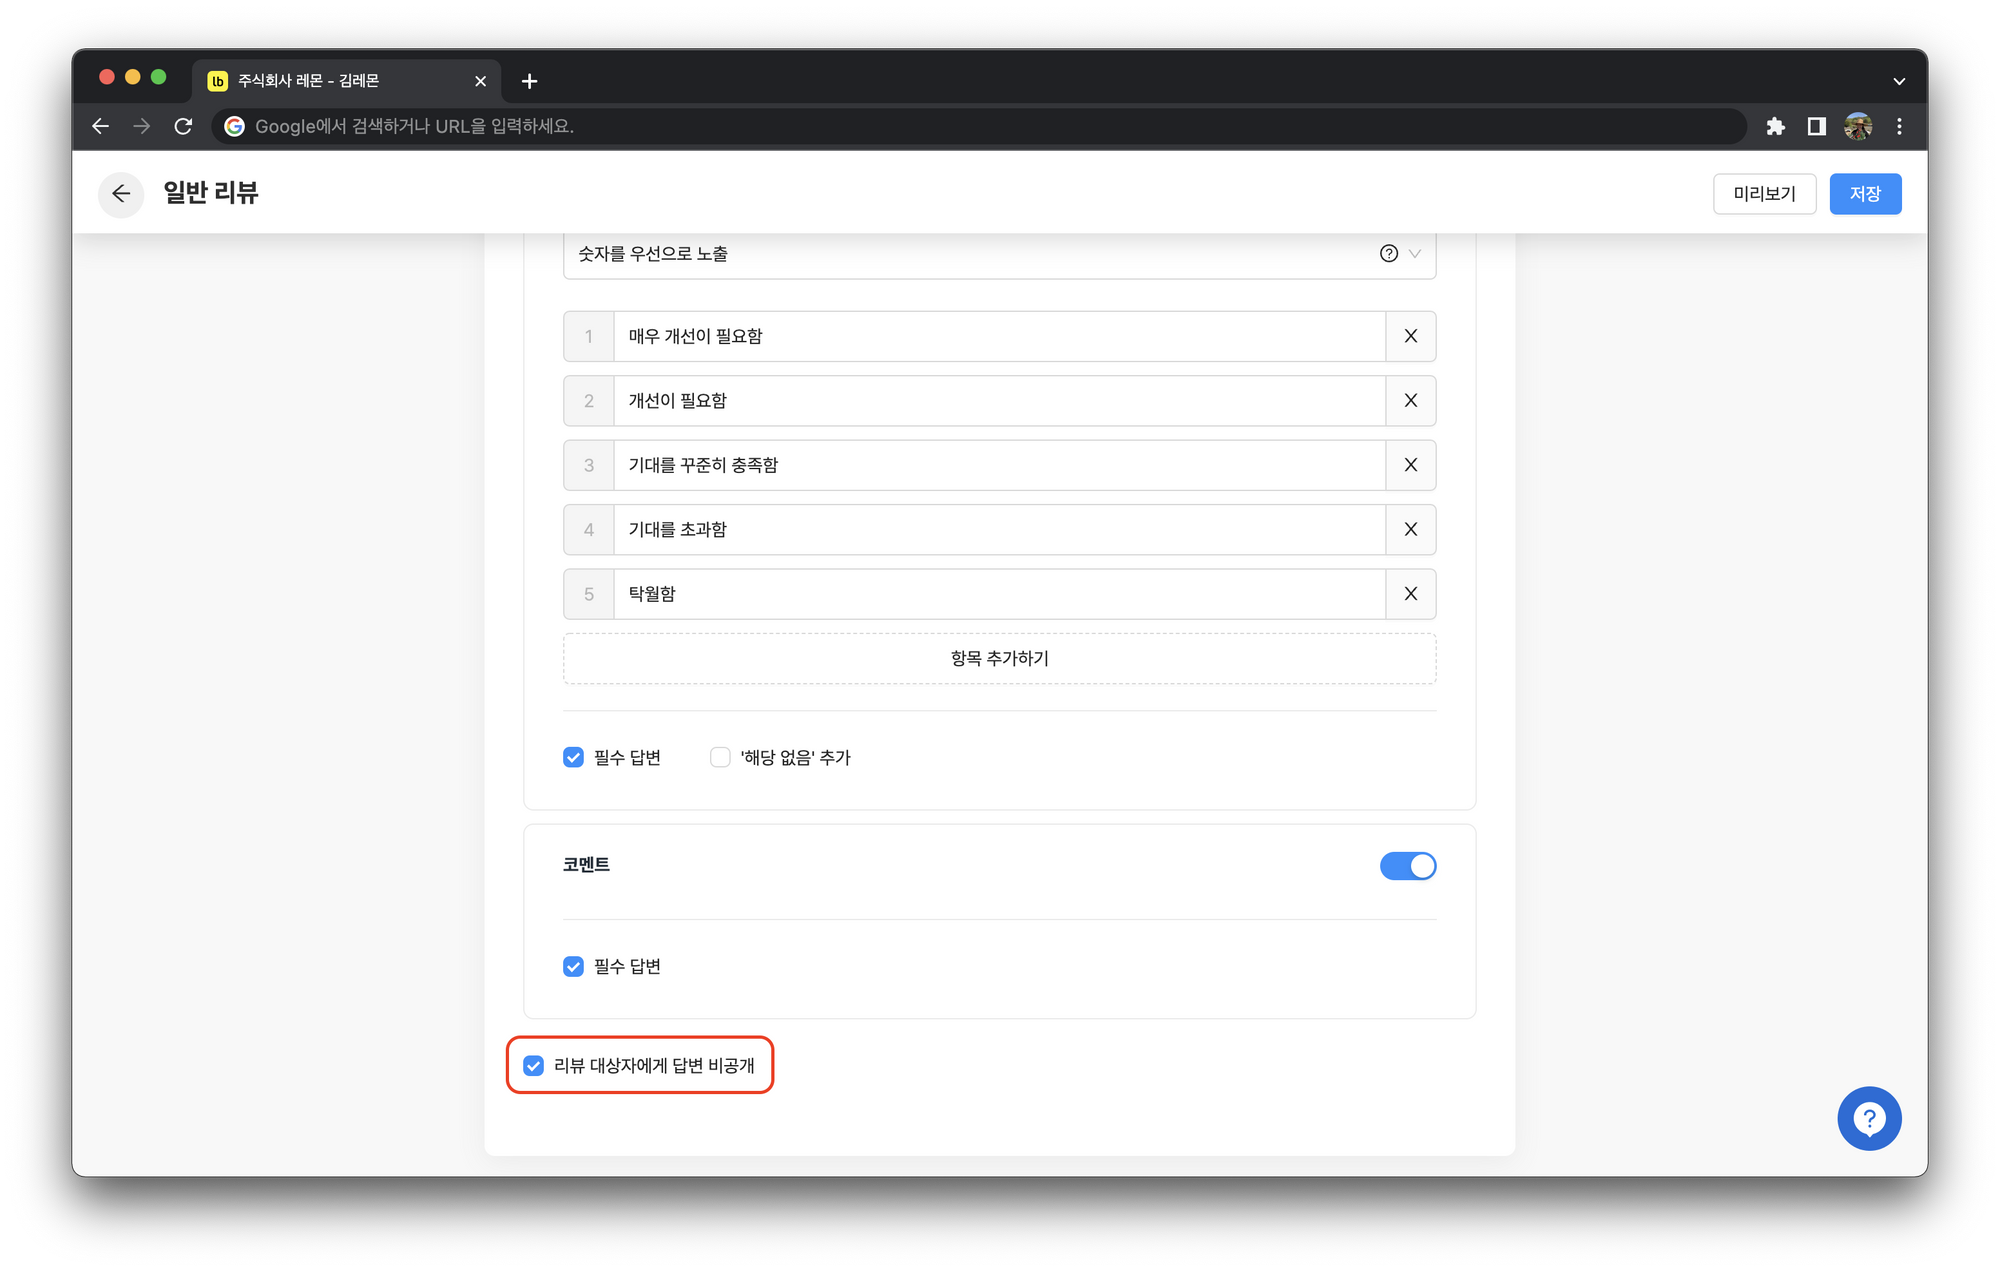 lb 주식회사 레몬 - 김레몬
Google에서 검색하거나 URL을 입력하세요.
일반 리뷰
미리보기
저장
숫자를 우선으로 노출
1 매우 개선이 필요함 X
2 개선이 필요함 X
3 기대를 꾸준히 충족함 X
4 기대를 초과함 X
5 탁월함 X
항목 추가하기
필수 답변 '해당 없음' 추가
코멘트
필수 답변
리뷰 대상자에게 답변 비공개